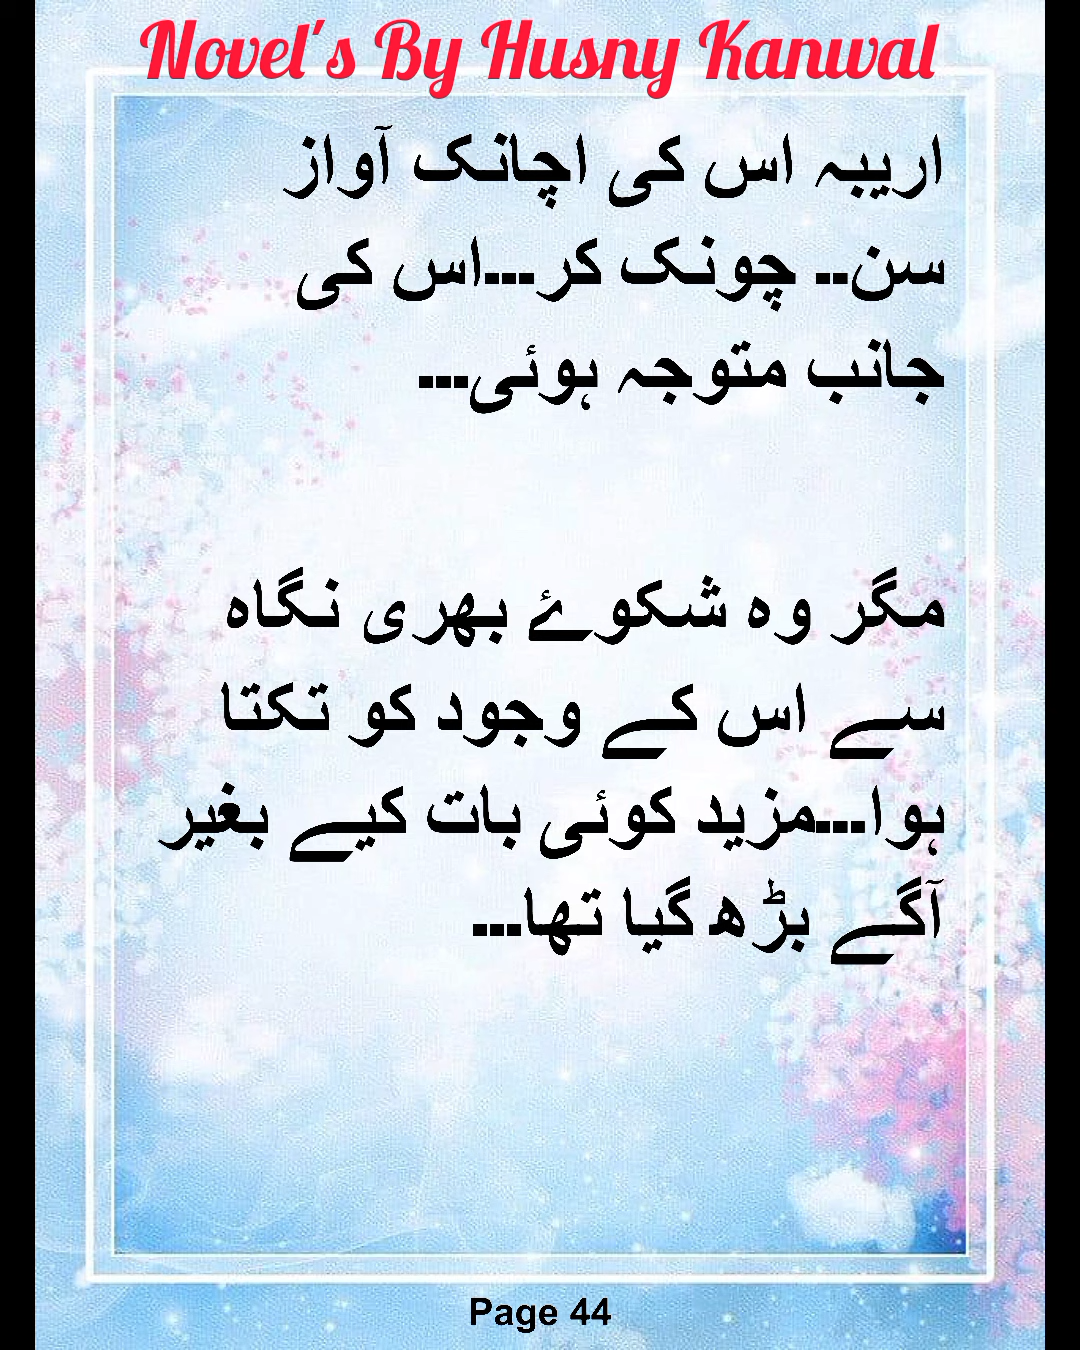 Novel's By Husny Kanwal
اریبہ اس کی اچانک آواز
سن.. چونک کر...اس کی
جانب متوجہ ہوئی...
مگر وہ شکوۓ بھری نگاہ
سے اس کے وجود کو تکتا
ہوا...مزید کوئی بات کیے بغیر
آگے بڑھ گیا تھا...
Page 44